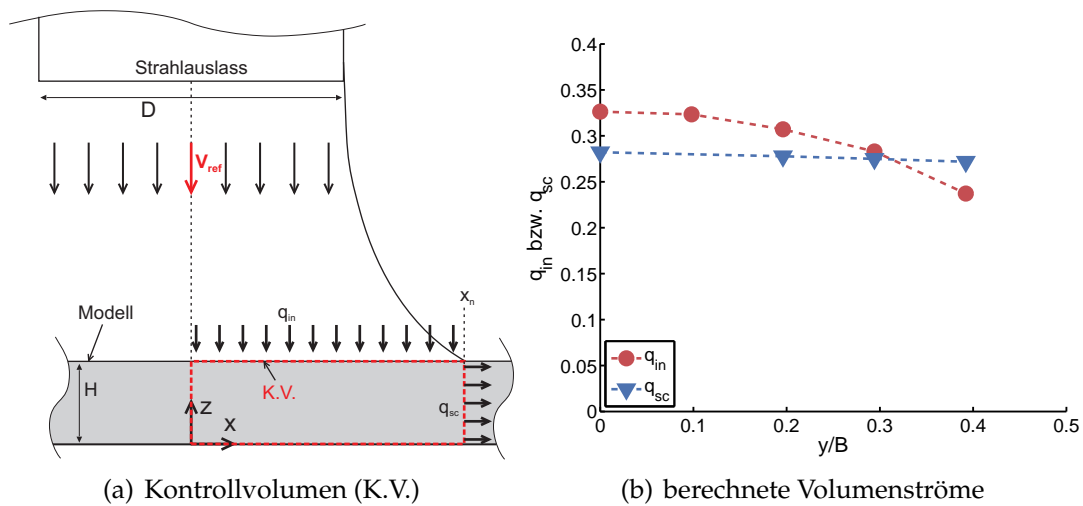 Strahlauslass
D
V_ref
x_n
q_in
Modell
H
K.V.
q_sc
z
x
(a) Kontrollvolumen (K.V.)
q_in bzw. q_sc
0.4
0.35
0.3
0.25
0.2
0.15
0.1
0.05
0
q_in
q_sc
0 0.1 0.2 0.3 0.4 0.5
y/B
(b) berechnete Volumenströme